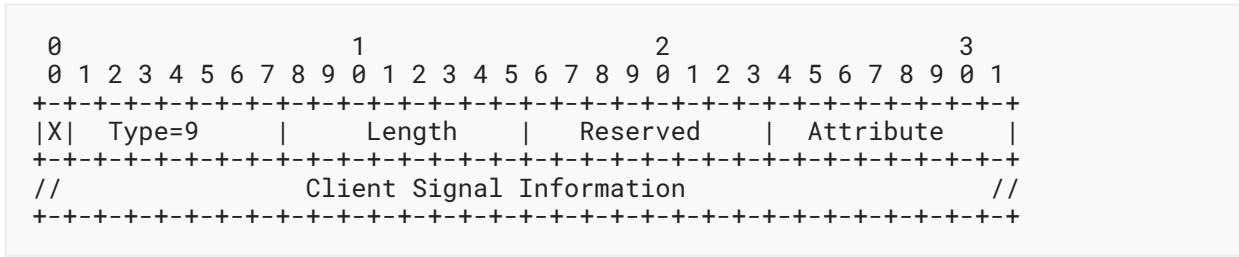 0                   1                   2                   3
 0 1 2 3 4 5 6 7 8 9 0 1 2 3 4 5 6 7 8 9 0 1 2 3 4 5 6 7 8 9 0 1
+-+-+-+-+-+-+-+-+-+-+-+-+-+-+-+-+-+-+-+-+-+-+-+-+-+-+-+-+-+-+-+-+
|X|  Type=9     |     Length    |   Reserved    |  Attribute    |
+-+-+-+-+-+-+-+-+-+-+-+-+-+-+-+-+-+-+-+-+-+-+-+-+-+-+-+-+-+-+-+-+
//                Client Signal Information                    //
+-+-+-+-+-+-+-+-+-+-+-+-+-+-+-+-+-+-+-+-+-+-+-+-+-+-+-+-+-+-+-+-+